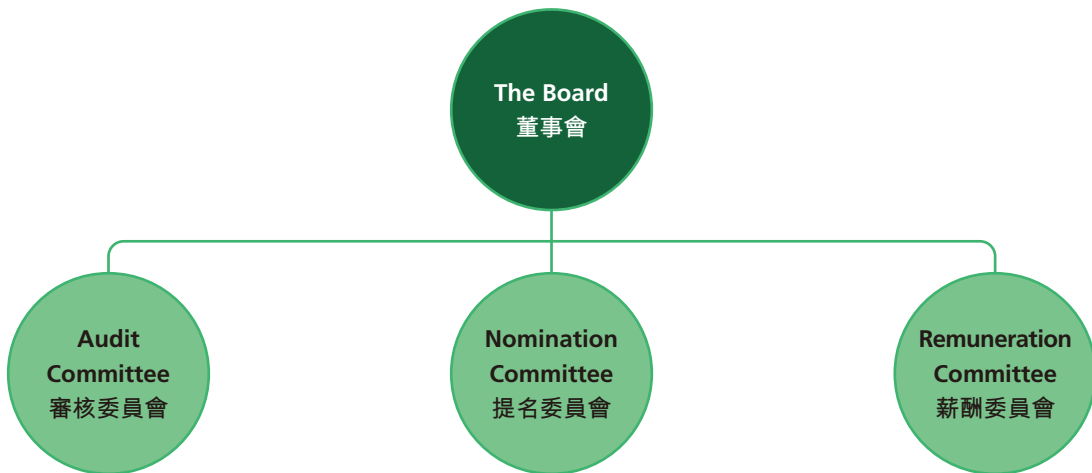 The Board
董事會
Audit
Committee
審核委員會
Nomination
Committee
提名委員會
Remuneration
Committee
薪酬委員會